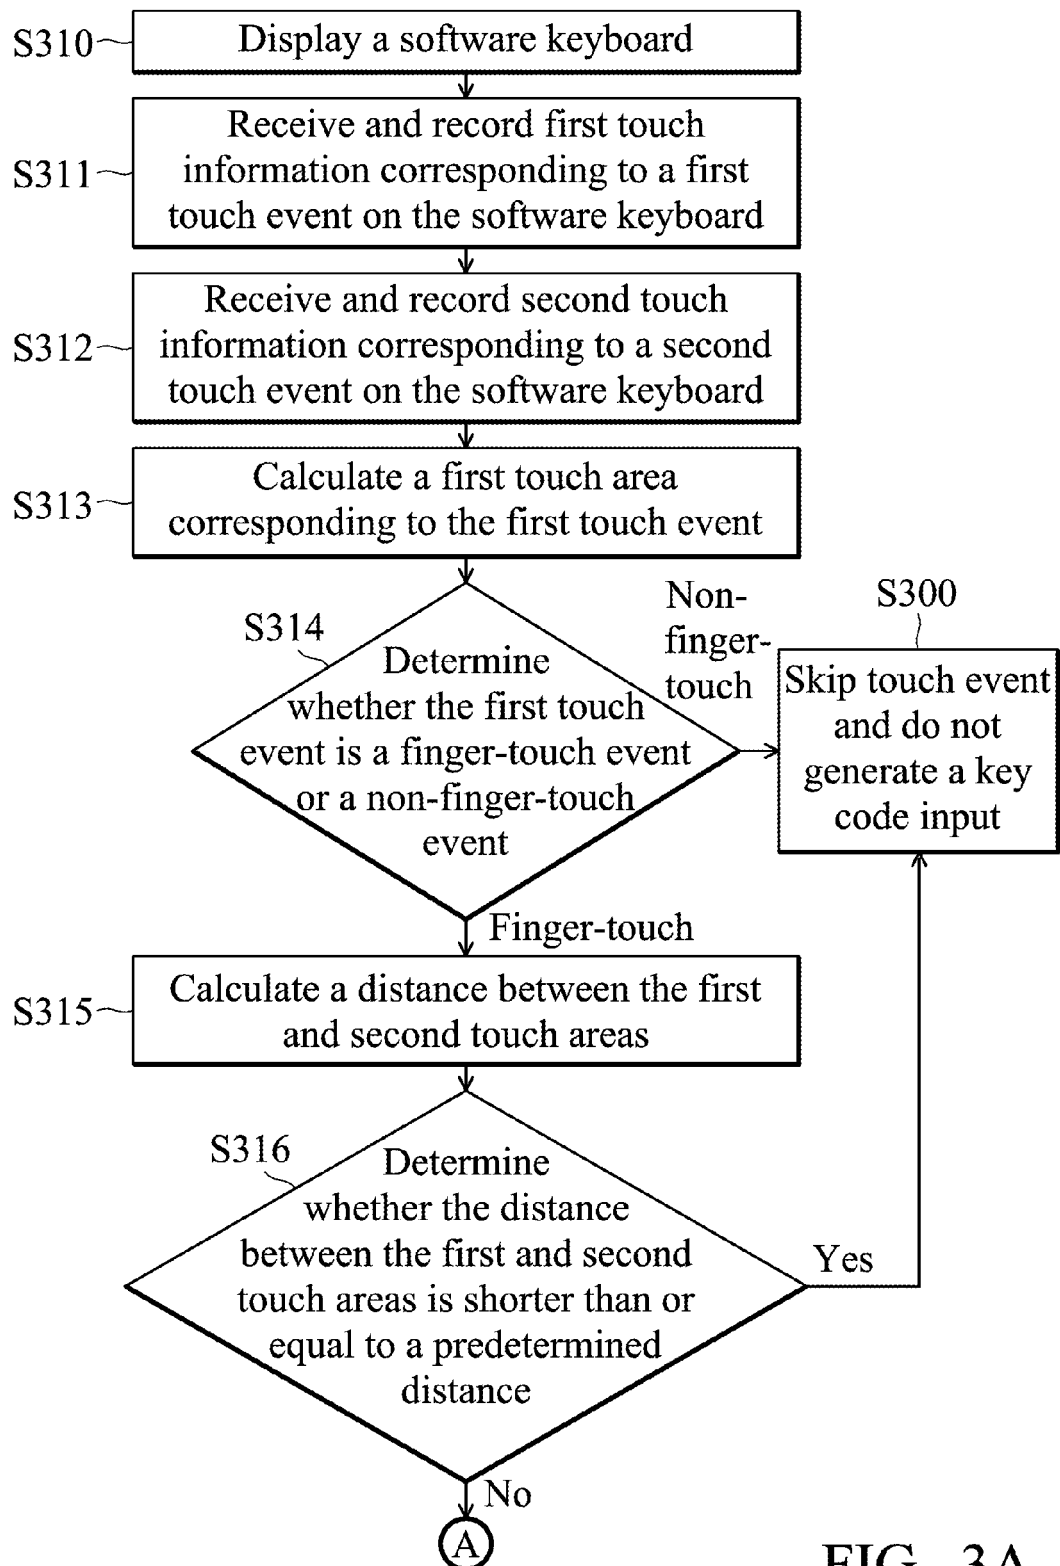 S310
Display a software keyboard
S311
Receive and record first touch
information corresponding to a first
touch event on the software keyboard
S312
Receive and record second touch
information corresponding to a second
touch event on the software keyboard
S313
Calculate a first touch area
corresponding to the first touch event
S314
Determine
whether the first touch
event is a finger-touch event
or a non-finger-touch
event
Non-
finger-
touch
S300
Skip touch event
and do not
generate a key
code input
Finger-touch
S315
Calculate a distance between the first
and second touch areas
S316
Determine
whether the distance
between the first and second
touch areas is shorter than or
equal to a predetermined
distance
Yes
No
A
FIG. 3A